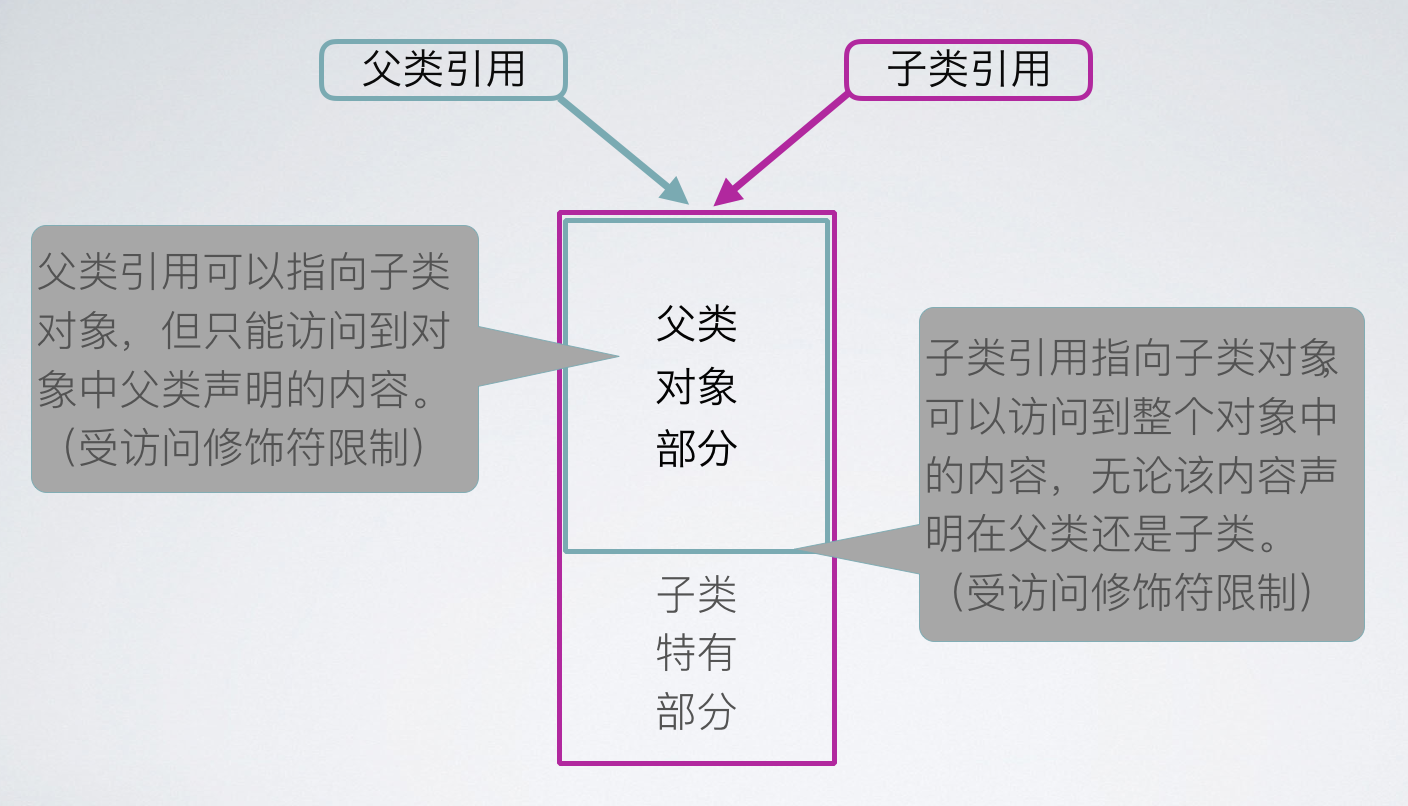 父类引用
子类引用
父类引用可以指向子类
对象，但只能访问到对
象中父类声明的内容。
（受访问修饰符限制）
父类
对象
部分
子类引用指向子类对象，
可以访问到整个对象中
的内容，无论该内容声
明在父类还是子类。
（受访问修饰符限制）
子类
特有
部分